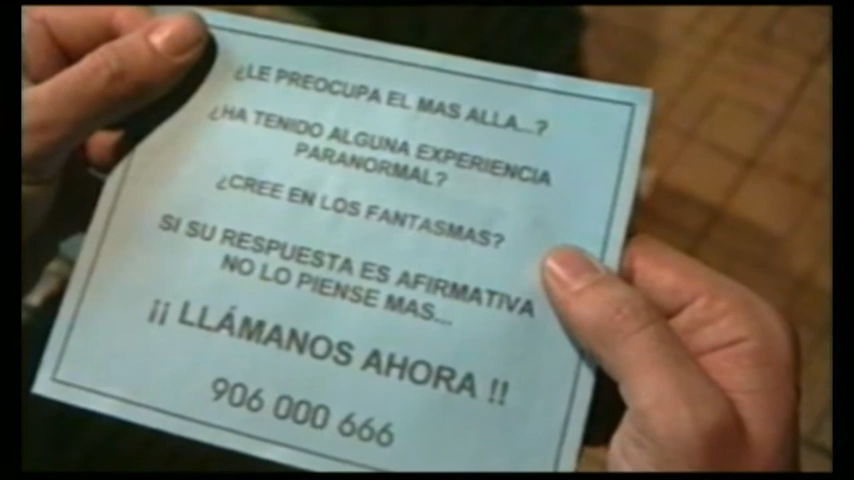 ¿LE PREOCUPA EL MAS ALLA...?
¿HA TENIDO ALGUNA EXPERIENCIA
PARANORMAL?
¿CREE EN LOS FANTASMAS?
SI SU RESPUESTA ES AFIRMATIVA
NO LO PIENSE MAS...
¡¡ LLÁMANOS AHORA !!
906 000 666